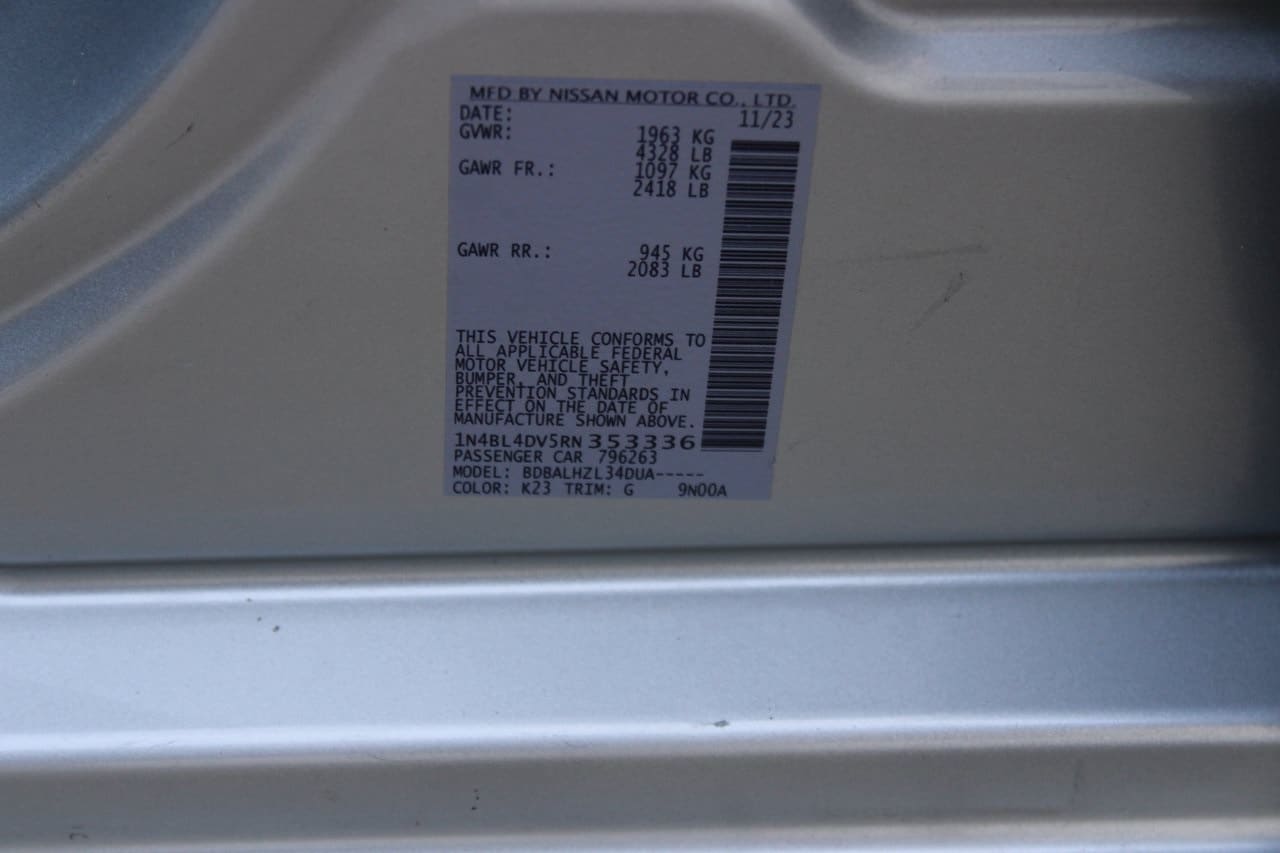 MFD BY NISSAN MOTOR CO., LTD.
DATE: 11/23
GVWR: 1963 KG
4328 LB
GAWR FR.: 1097 KG
2418 LB
GAWR RR.: 945 KG
2083 LB
THIS VEHICLE CONFORMS TO
ALL APPLICABLE FEDERAL
MOTOR VEHICLE SAFETY,
BUMPER, AND THEFT
PREVENTION STANDARDS IN
EFFECT ON THE DATE OF
MANUFACTURE SHOWN ABOVE.
1N4BL4DV5RN353336
PASSENGER CAR 796263
MODEL: BDBALHZL34DUA-----
COLOR: K23 TRIM: G 9N00A